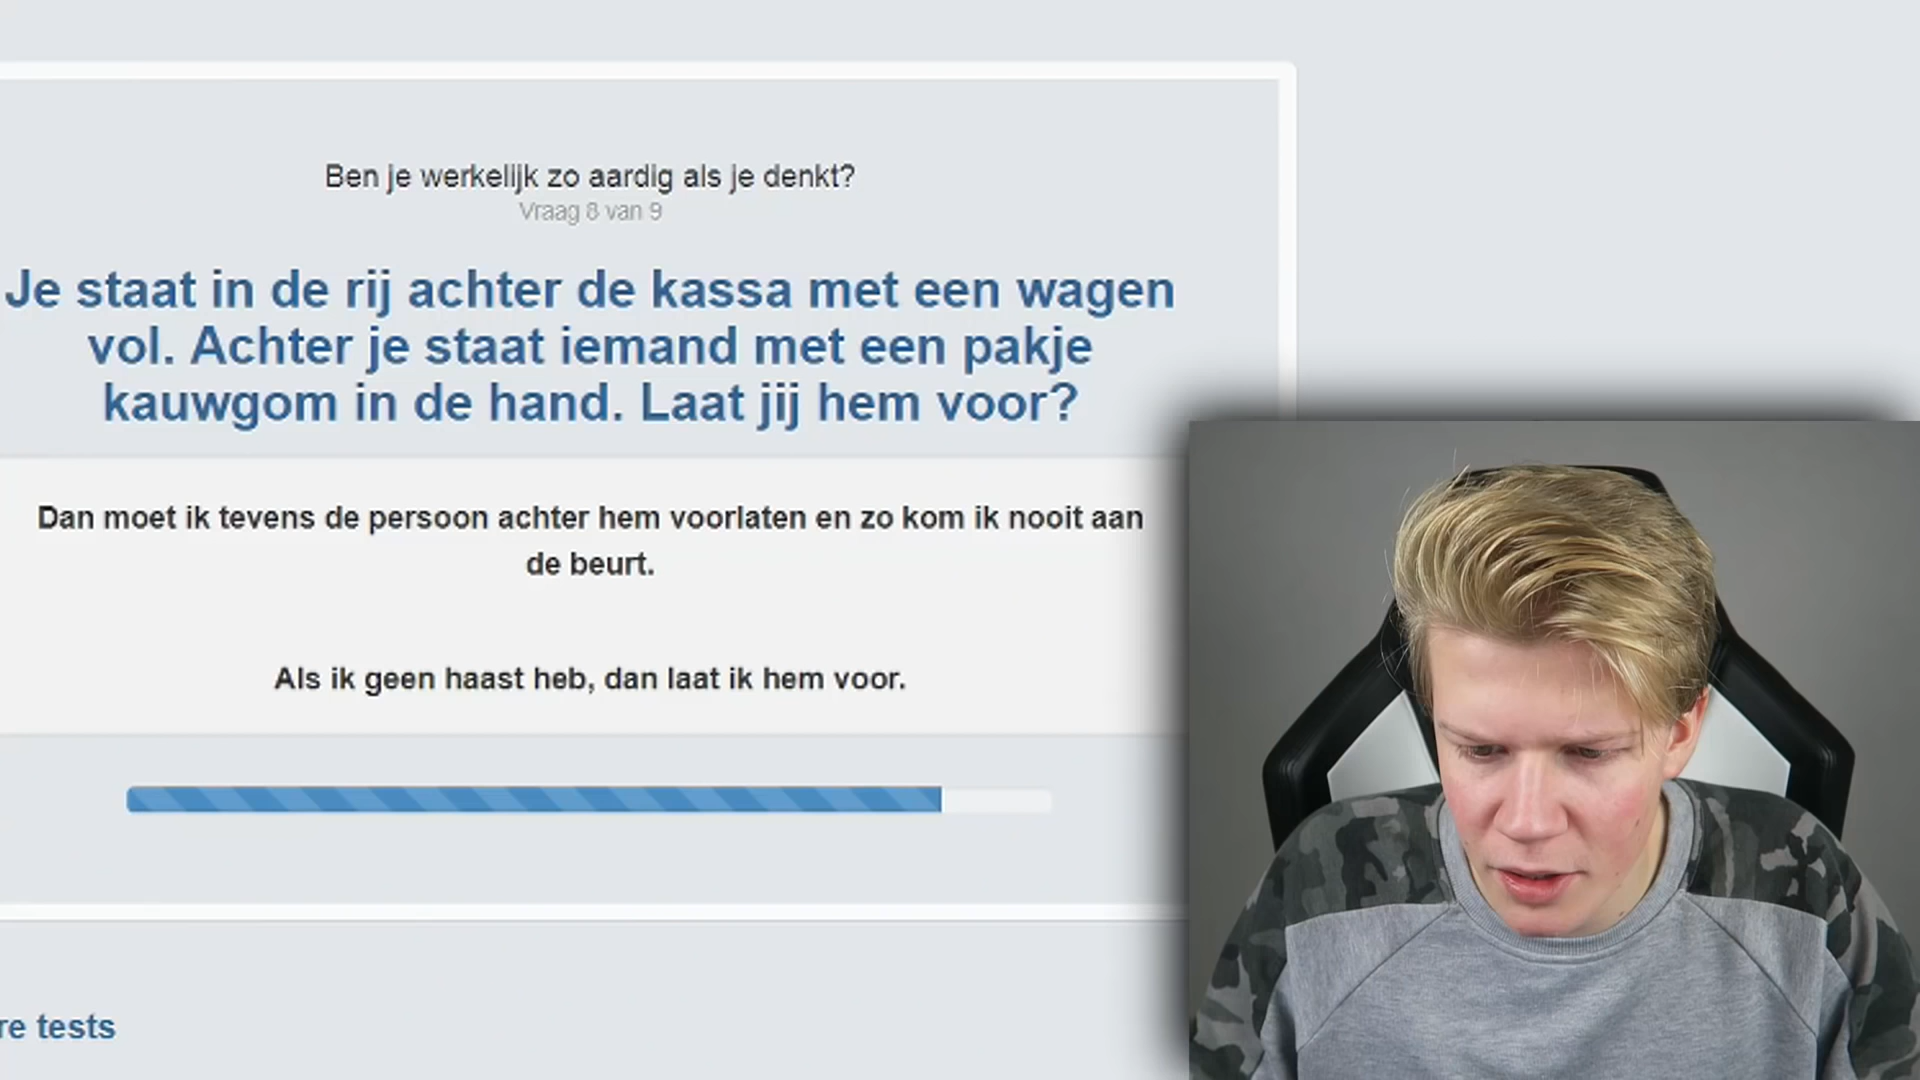 Ben je werkelijk zo aardig als je denkt?
Vraag 8 van 9
Je staat in de rij achter de kassa met een wagen
vol. Achter je staat iemand met een pakje
kauwgom in de hand. Laat jij hem voor?
Dan moet ik tevens de persoon achter hem voorlaten en zo kom ik nooit aan
de beurt.
Als ik geen haast heb, dan laat ik hem voor.
re tests